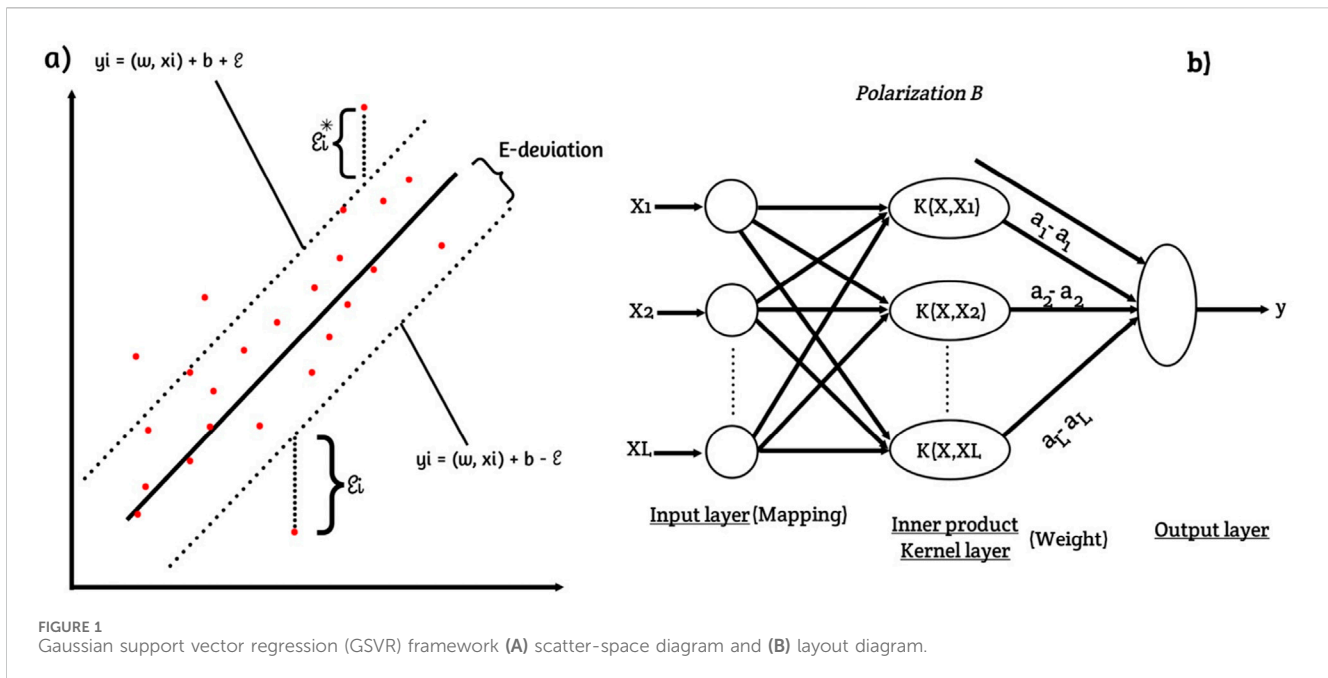 a)
yi = (w, xi) + b + ℰ
ℰi*
E-deviation
yi = (w, xi) + b - ℰ
ℰi
b)
Polarization B
X1
X2
XL
K(X,X1)
K(X,X2)
K(X,XL
a1- a1
a2- a2
aL- aL
y
Input layer (Mapping)
Inner product
Kernel layer (Weight)
Output layer
FIGURE 1
Gaussian support vector regression (GSVR) framework (A) scatter-space diagram and (B) layout diagram.